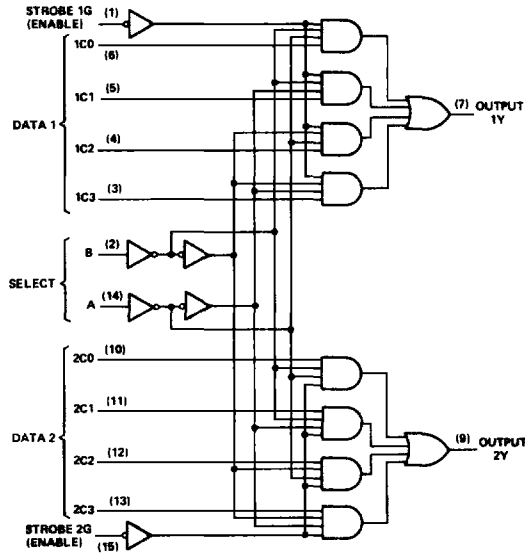 STROBE 1G (1)
(ENABLE)
1C0
(6)
1C1 (5)
DATA 1
1C2 (4)
1C3 (3)
(7) OUTPUT
1Y
B (2)
SELECT
A (14)
2C0 (10)
2C1 (11)
DATA 2
2C2 (12)
2C3 (13)
(9) OUTPUT
2Y
STROBE 2G
(ENABLE) (15)